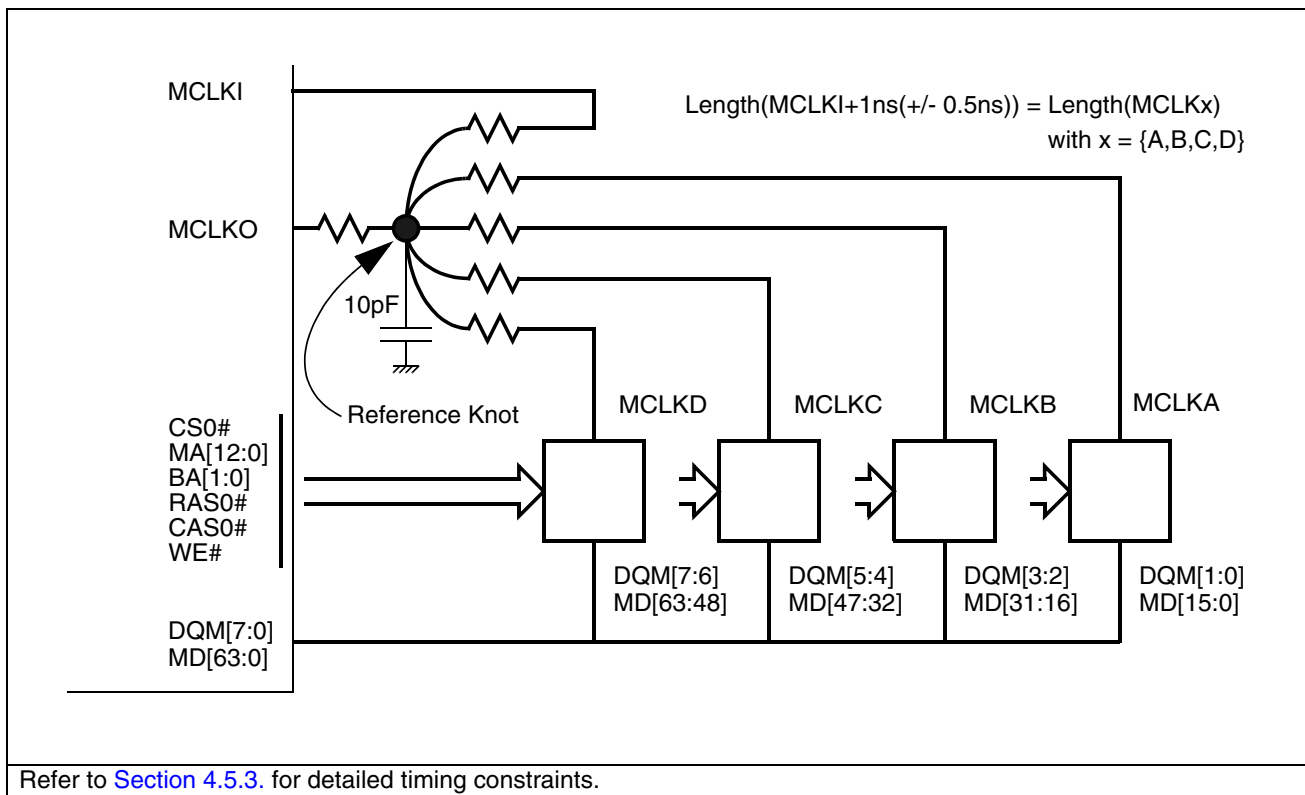 MCLKI
Length(MCLKI+1ns(+/- 0.5ns)) = Length(MCLKx)
with x = {A,B,C,D}
MCLKO
10pF
Reference Knot
MCLKD
MCLKC
MCLKB
MCLKA
CS0#
MA[12:0]
BA[1:0]
RAS0#
CAS0#
WE#
DQM[7:6]
MD[63:48]
DQM[5:4]
MD[47:32]
DQM[3:2]
MD[31:16]
DQM[1:0]
MD[15:0]
DQM[7:0]
MD[63:0]
Refer to Section 4.5.3. for detailed timing constraints.